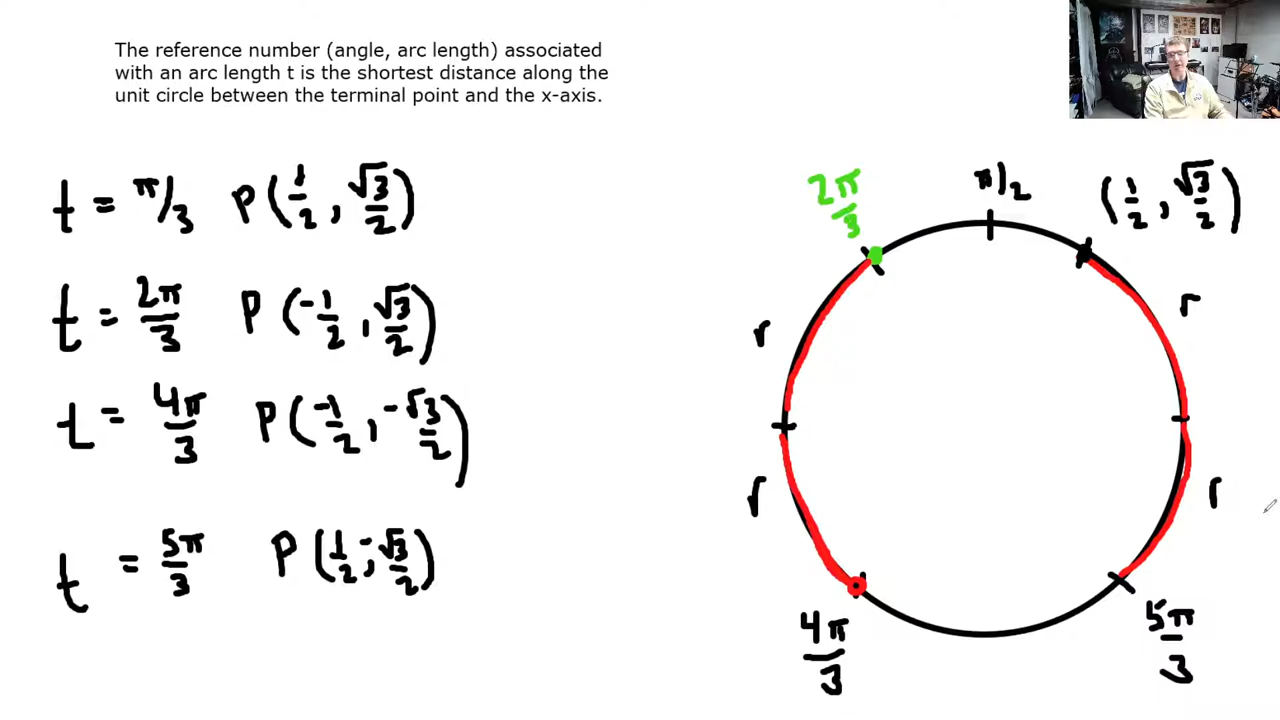 The reference number (angle, arc length) associated
with an arc length t is the shortest distance along the
unit circle between the terminal point and the x-axis.
t = π/3 P(1/2, √3/2)
t = 2π/3 P(-1/2, √3/2)
t = 4π/3 P(-1/2, -√3/2)
t = 5π/3 P(1/2, -√3/2)
2π/3
π/2
(1/2, √3/2)
r
r
r
r
4π/3
5π/3